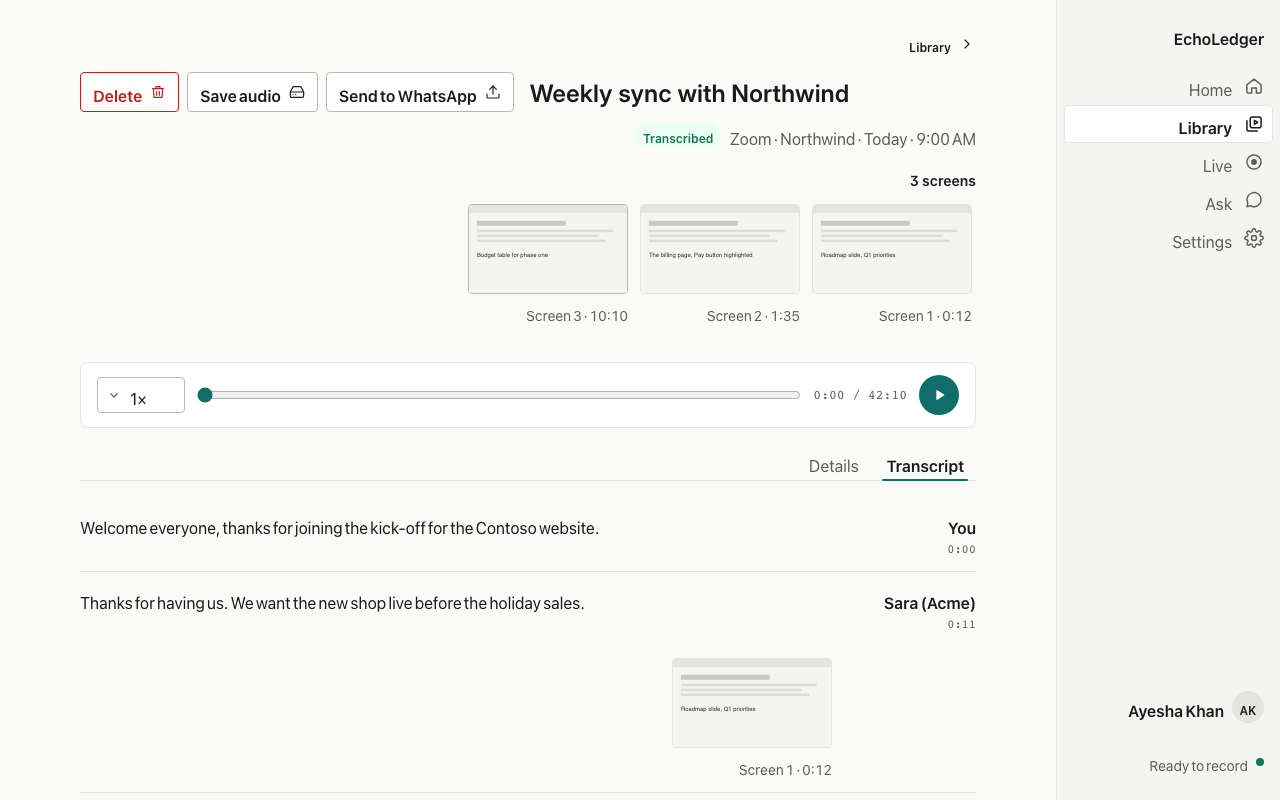 EchoLedger
Home
Library
Live
Ask
Settings
Ayesha Khan
AK
Ready to record
Library
Weekly sync with Northwind
Send to WhatsApp
Save audio
Delete
Transcribed
Zoom · Northwind · Today · 9:00 AM
3 screens
Roadmap slide, Q1 priorities
Screen 1 · 0:12
The billing page, Pay button highlighted
Screen 2 · 1:35
Budget table for phase one
Screen 3 · 10:10
0:00 / 42:10
1×
Transcript
Details
You
0:00
Welcome everyone, thanks for joining the kick-off for the Contoso website.
Sara (Acme)
0:11
Thanks for having us. We want the new shop live before the holiday sales.
Roadmap slide, Q1 priorities
Screen 1 · 0:12